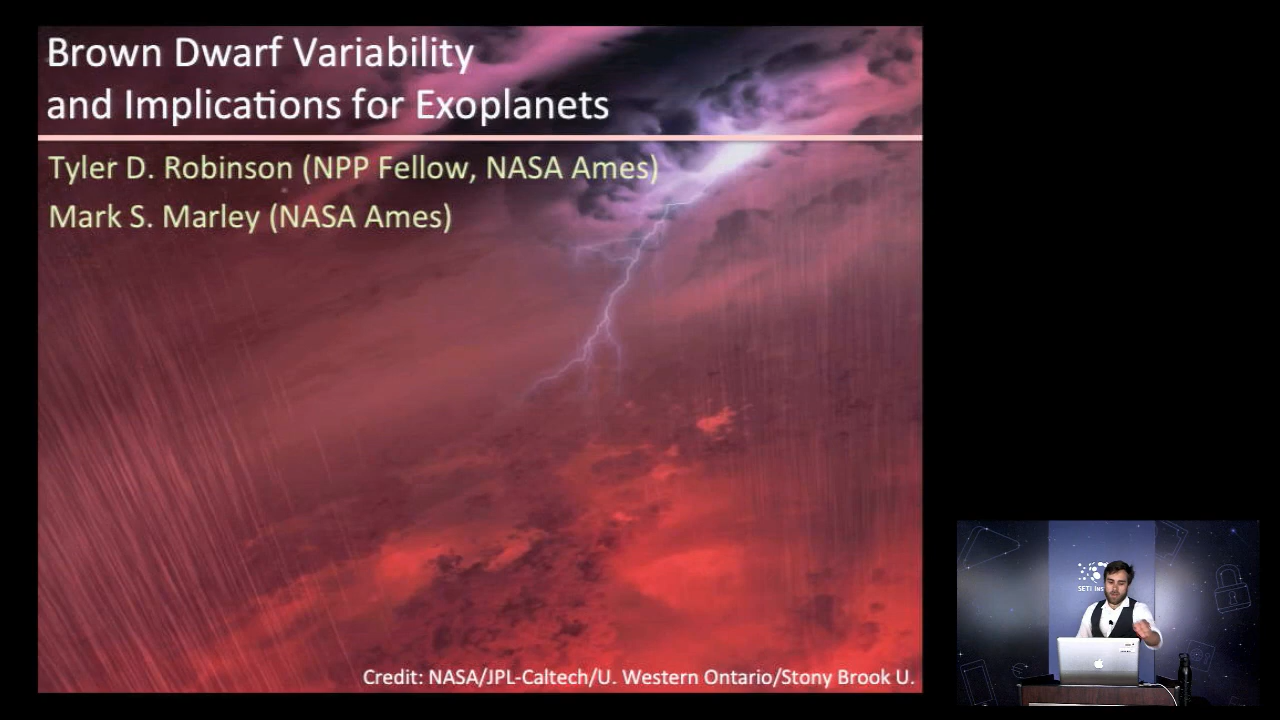 Brown Dwarf Variability
and Implications for Exoplanets
Tyler D. Robinson (NPP Fellow, NASA Ames)
Mark S. Marley (NASA Ames)
Credit: NASA/JPL-Caltech/U. Western Ontario/Stony Brook U.
SETI